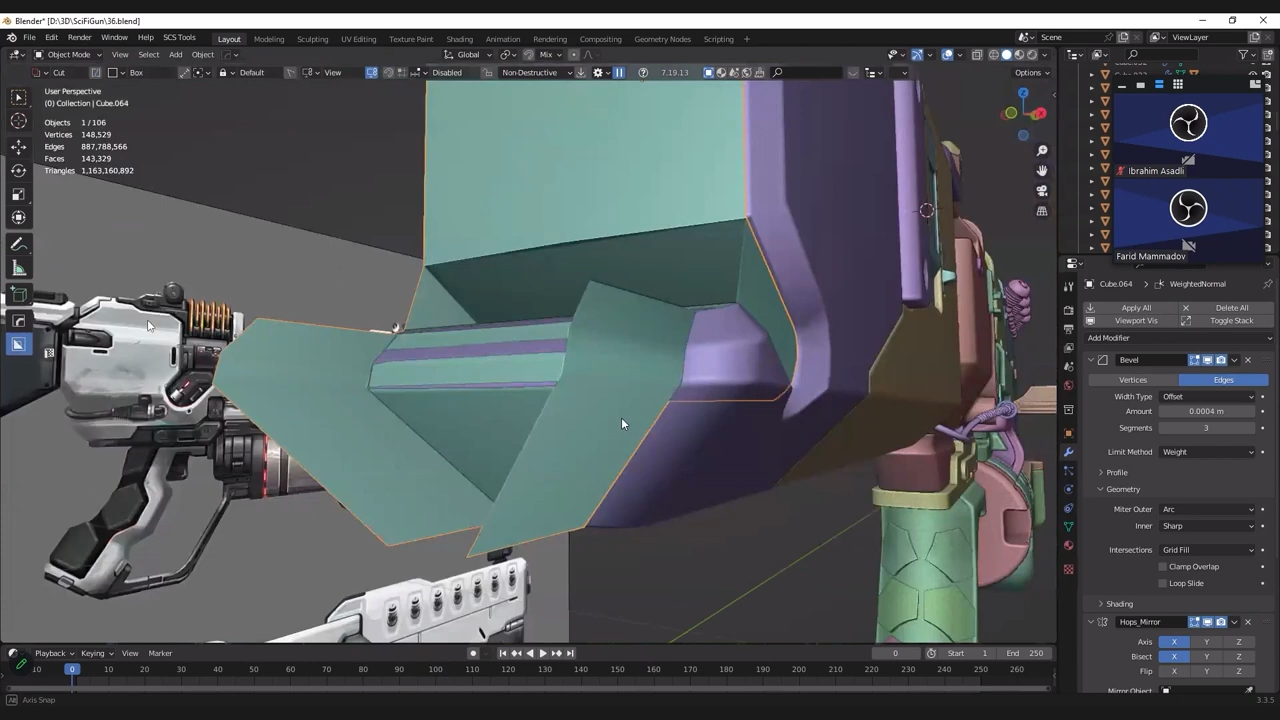 Blender* [D:\3D\SciFiGun\36.blend]
File Edit Render Window Help SCS Tools Layout Modeling Sculpting UV Editing Texture Paint Shading Animation Rendering Compositing Geometry Nodes Scripting + Scene ViewLayer
Object Mode View Select Add Object Global Mix
Cut Box Default View Disabled Non-Destructive 7.19.13 Options
User Perspective
(0) Collection | Cube.064
Objects 1 / 106
Vertices 148,529
Edges 887,788,566
Faces 143,329
Triangles 1,163,160,892
Z
Ibrahim Asadli
Farid Mammadov
Cube.064 WeightedNormal
Apply All Delete All
Viewport Vis Toggle Stack
Add Modifier
Bevel
Vertices Edges
Width Type Offset
Amount 0.0004 m
Segments 3
Limit Method Weight
Profile
Geometry
Miter Outer Arc
Inner Sharp
Intersections Grid Fill
Clamp Overlap
Loop Slide
Shading
Hops_Mirror
Axis X Y Z
Bisect X Y Z
Flip X Y Z
Mirror Object
Playback Keying View Marker 0 Start 1 End 250
10 0 10 20 30 40 50 60 70 80 90 100 110 120 130 140 150 160 170 180 190 200 210 220 230 240 250 260
Alt Axis Snap 3.3.5